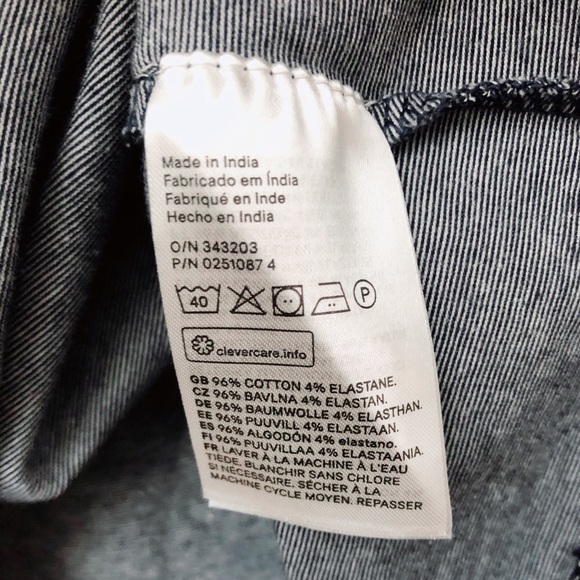 Made in India
Fabricado em Índia
Fabriqué en Inde
Hecho en India
O/N 343203
P/N 0251087 4
40 P
clevercare.info
GB 96% COTTON 4% ELASTANE.
CZ 96% BAVLNA 4% ELASTAN.
DE 96% BAUMWOLLE 4% ELASTHAN.
EE 96% PUUVILL 4% ELASTAAN.
ES 96% ALGODÓN 4% elastano.
FI 96% PUUVILLAA 4% ELASTAANIA.
FR LAVER À LA MACHINE À L'EAU
TIÈDE. BLANCHIR SANS CHLORE
SI NÉCESSAIRE. SÉCHER À LA
MACHINE CYCLE MOYEN. REPASSER